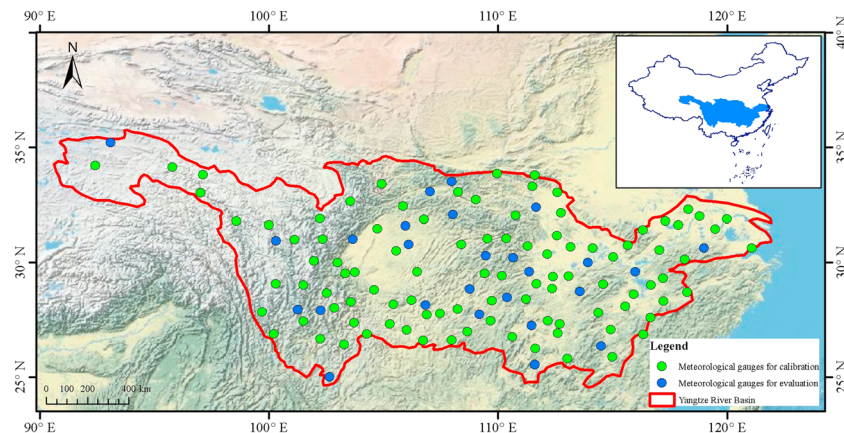 90° E 100° E 110° E 120° E
40° N
N
35° N 35° N
30° N 30° N
25° N 25° N
Legend
Meteorological gauges for calibration
Meteorological gauges for evaluation
Yangtze River Basin
0 100 200 400 km
90° E 100° E 110° E 120° E